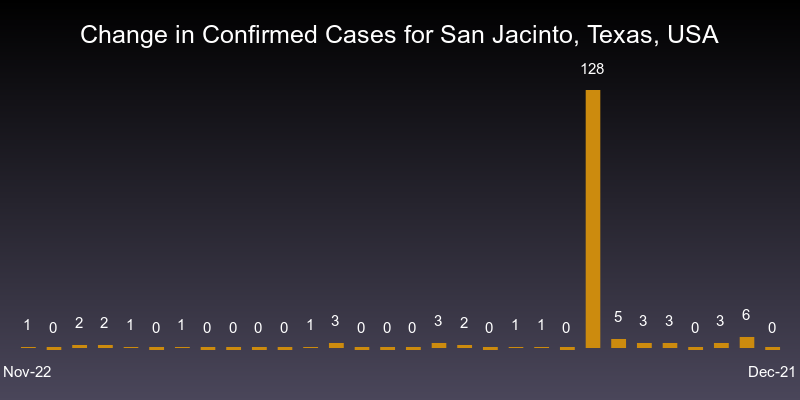 Change in Confirmed Cases for San Jacinto, Texas, USA
128
1 0 2 2 1 0 1 0 0 0 0 1 3 0 0 0 3 2 0 1 1 0 5 3 3 0 3 6 0
Nov-22 Dec-21